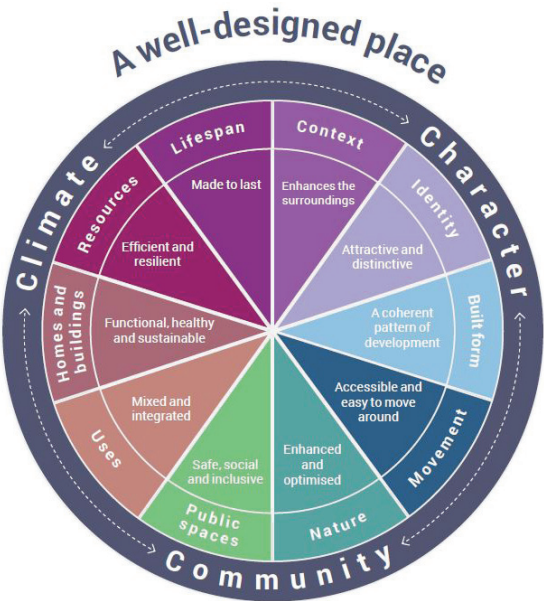 A well-designed place
Climate
Character
Community
Context
Enhances the
surroundings
Identity
Attractive and
distinctive
Built form
A coherent
pattern of
development
Movement
Accessible and
easy to move
around
Nature
Enhanced
and
optimised
Public
spaces
Safe, social
and inclusive
Uses
Mixed and
integrated
Homes and
buildings
Functional, healthy
and sustainable
Resources
Efficient and
resilient
Lifespan
Made to last